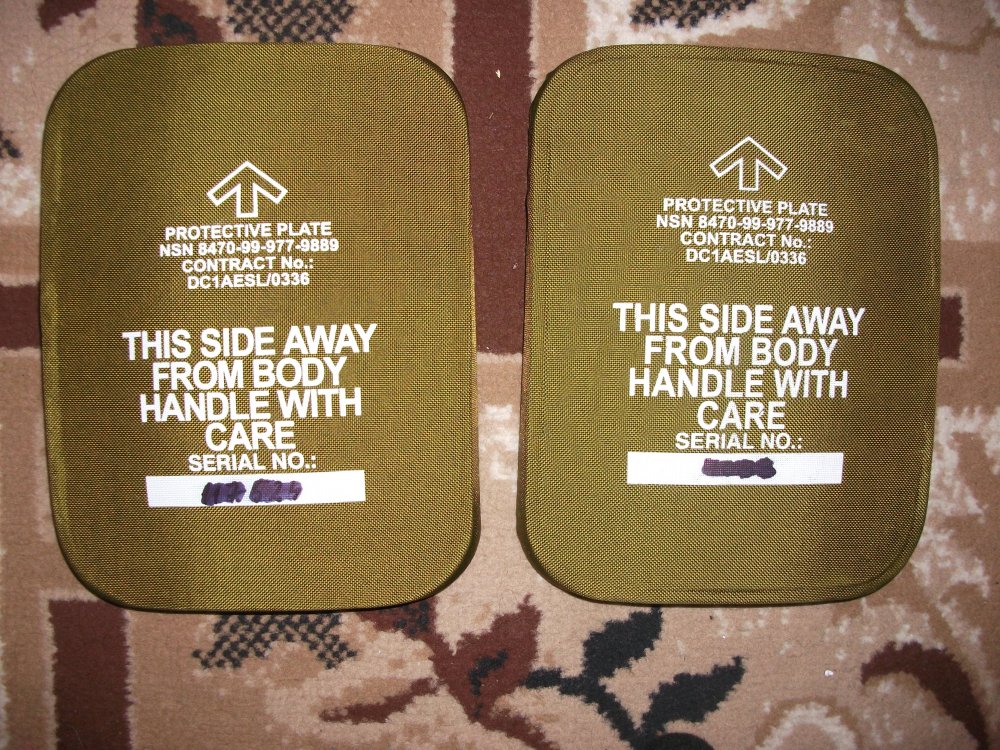 PROTECTIVE PLATE
NSN 8470-99-977-9889
CONTRACT No.:
DC1AESL/0336
THIS SIDE AWAY
FROM BODY
HANDLE WITH
CARE
SERIAL NO.:
PROTECTIVE PLATE
NSN 8470-99-977-9889
CONTRACT No.:
DC1AESL/0336
THIS SIDE AWAY
FROM BODY
HANDLE WITH
CARE
SERIAL NO.: